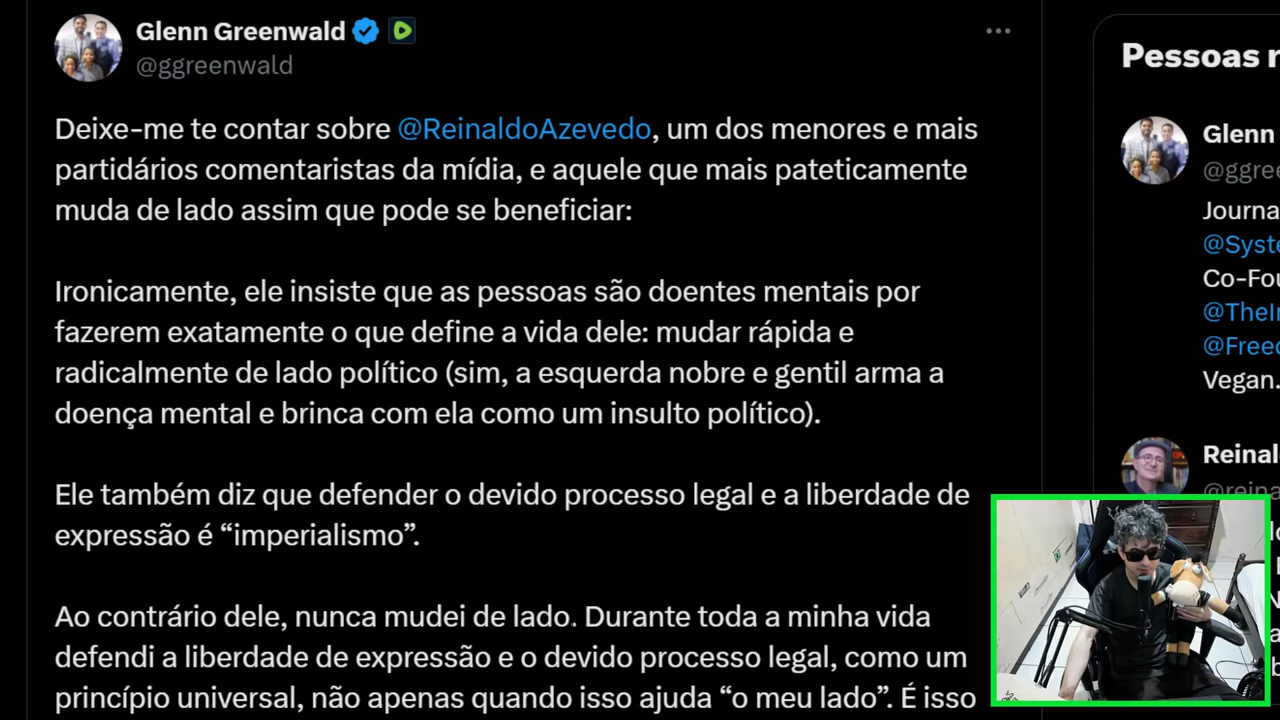 Glenn Greenwald
@ggreenwald
Deixe-me te contar sobre @ReinaldoAzevedo, um dos menores e mais
partidários comentaristas da mídia, e aquele que mais pateticamente
muda de lado assim que pode se beneficiar:
Ironicamente, ele insiste que as pessoas são doentes mentais por
fazerem exatamente o que define a vida dele: mudar rápida e
radicalmente de lado político (sim, a esquerda nobre e gentil arma a
doença mental e brinca com ela como um insulto político).
Ele também diz que defender o devido processo legal e a liberdade de
expressão é “imperialismo”.
Ao contrário dele, nunca mudei de lado. Durante toda a minha vida
defendi a liberdade de expressão e o devido processo legal, como um
princípio universal, não apenas quando isso ajuda “o meu lado”. É isso
Pessoas r
Glenn
@ggree
Journa
@Syste
Co-Fou
@TheIn
@Freed
Vegan.
Reinal
@reina